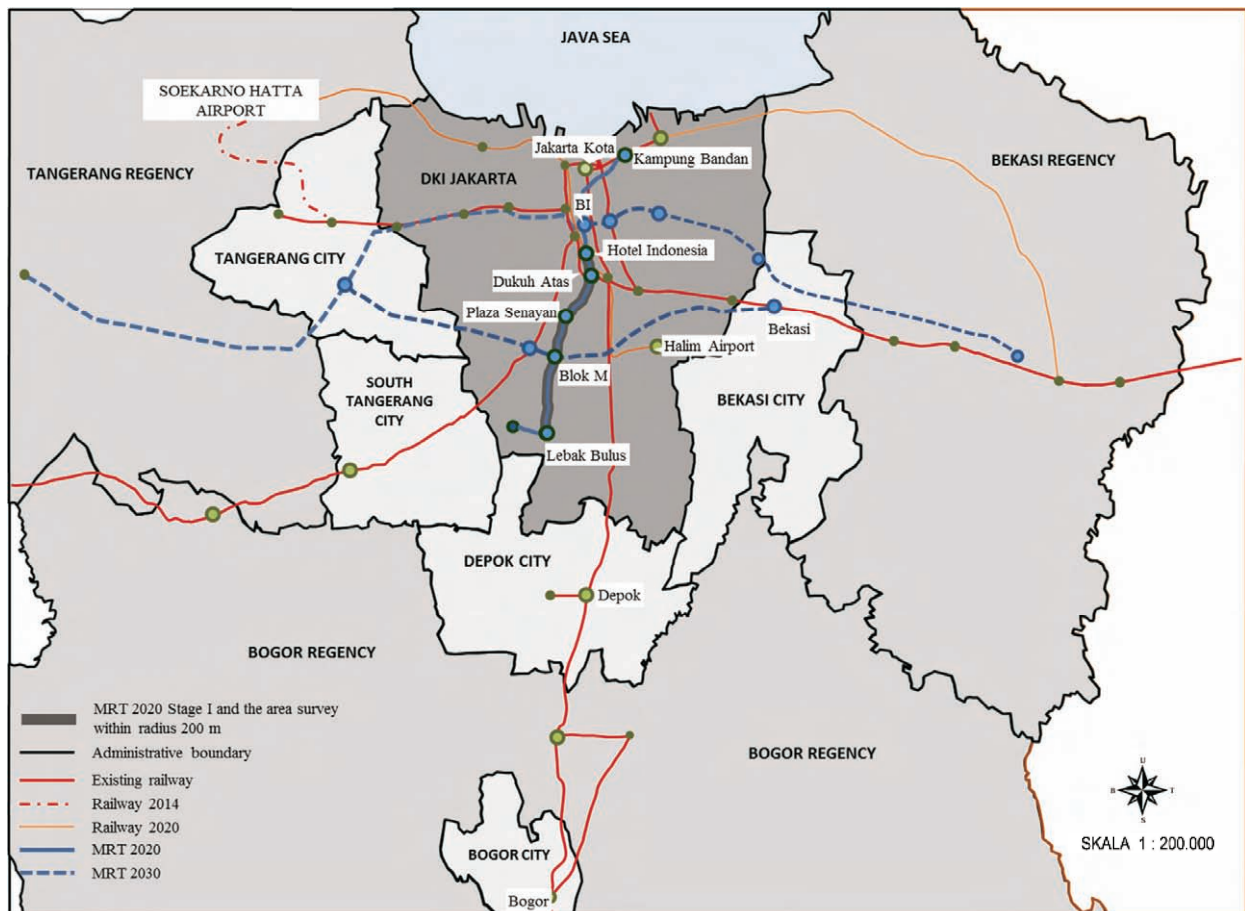 JAVA SEA
SOEKARNO HATTA
AIRPORT
Jakarta Kota
Kampung Bandan
BEKASI REGENCY
TANGERANG REGENCY
DKI JAKARTA
BI
TANGERANG CITY
Hotel Indonesia
Dukuh Atas
Plaza Senayan
Bekasi
Halim Airport
Blok M
SOUTH
TANGERANG
CITY
BEKASI CITY
Lebak Bulus
DEPOK CITY
Depok
BOGOR REGENCY
MRT 2020 Stage I and the area survey
within radius 200 m
Administrative boundary
Existing railway
Railway 2014
Railway 2020
MRT 2020
MRT 2030
BOGOR REGENCY
BOGOR CITY
Bogor
U
B T
S
SKALA 1 : 200.000